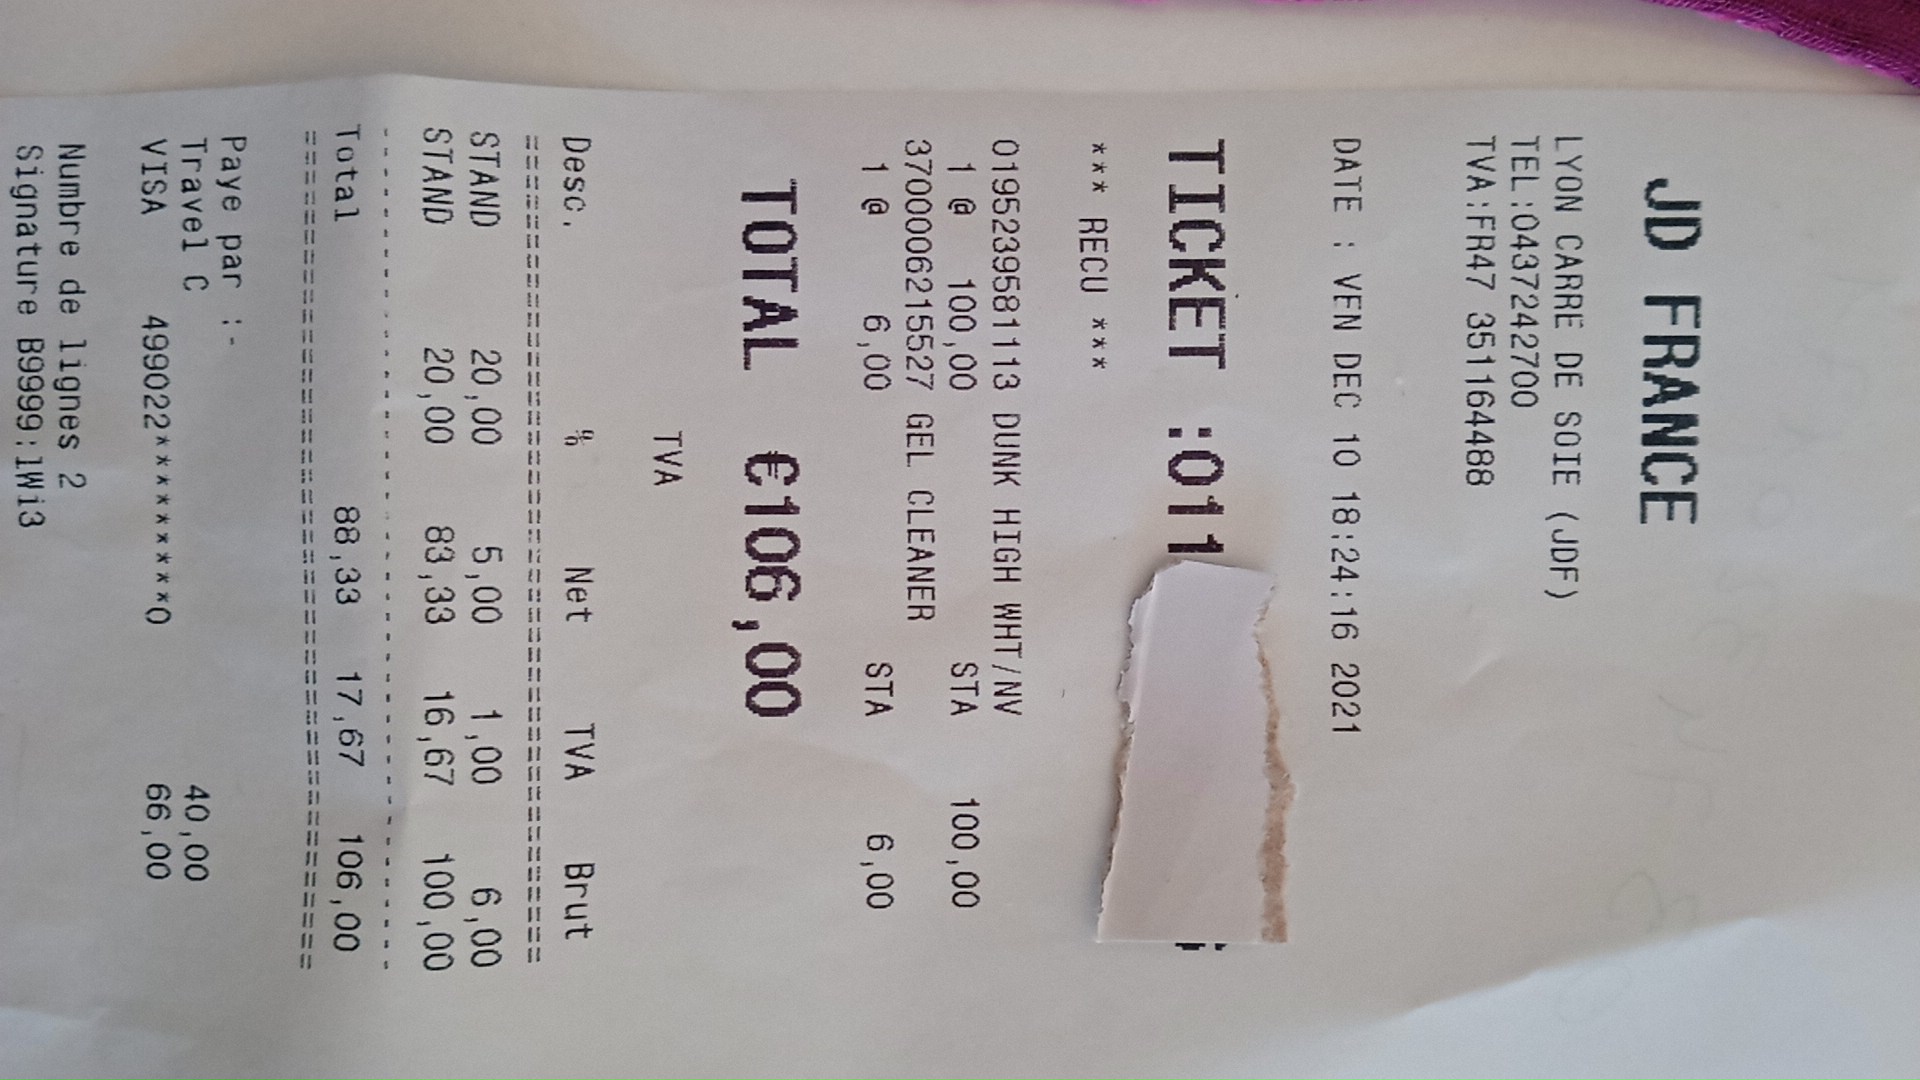 JD FRANCE
LYON CARRE DE SOIE (JDF)
TEL:0437242700
TVA:FR47 351164488
DATE : VEN DEC 10 18:24:16 2021
TICKET :011
*** RECU ***
0195239581113 DUNK HIGH WHT/NV
1 @ 100,00 STA 100,00
3700006215527 GEL CLEANER
1 @ 6,00 STA 6,00
TOTAL €106,00
TVA
Desc. % Net TVA Brut
==================================================
STAND 20,00 5,00 1,00 6,00
STAND 20,00 83,33 16,67 100,00
--------------------------------------------------
Total 88,33 17,67 106,00
==================================================
Paye par :-
Travel C 40,00
VISA 4999022*********0 66,00
Numbre de lignes 2
Signature B9999:1Wi3